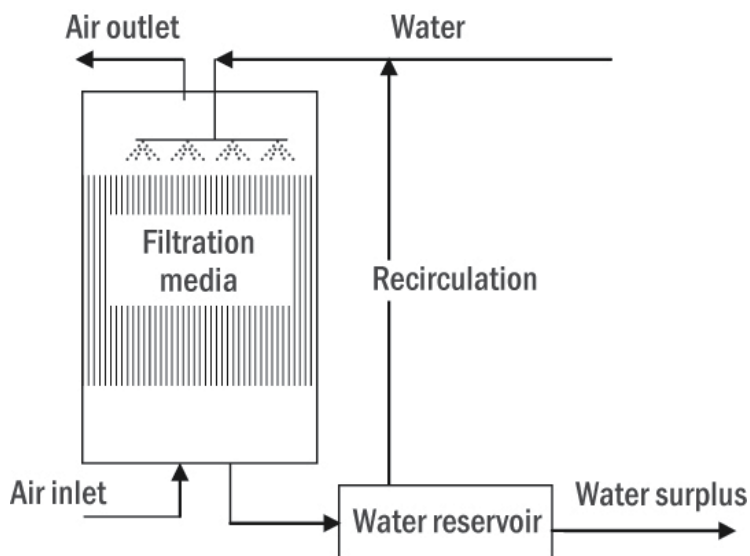 Air outlet
Water
Filtration
media
Recirculation
Air inlet
Water reservoir
Water surplus